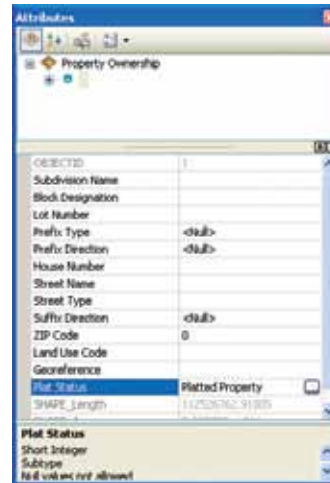 Attributes
Property Ownership
OBJECTID 1
Subdivision Name
Block Designation
Lot Number
Prefix Type <Null>
Prefix Direction <Null>
House Number
Street Name
Street Type
Suffix Direction <Null>
ZIP Code 0
Land Use Code
Georeference
Plat Status Platted Property
SHAPE_Length
Plat Status
Short Integer
Subtype
Null values not allowed